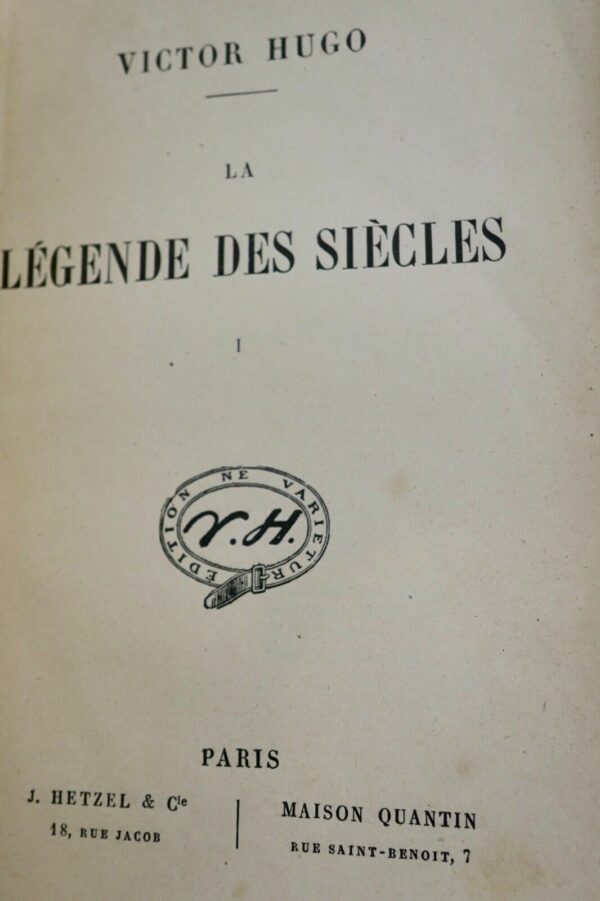 VICTOR HUGO
LA
LÉGENDE DES SIÈCLES
I
ÉDITION NE VARIETUR
V.H.
PARIS
J. HETZEL & Cie
18, RUE JACOB
MAISON QUANTIN
RUE SAINT-BENOIT, 7